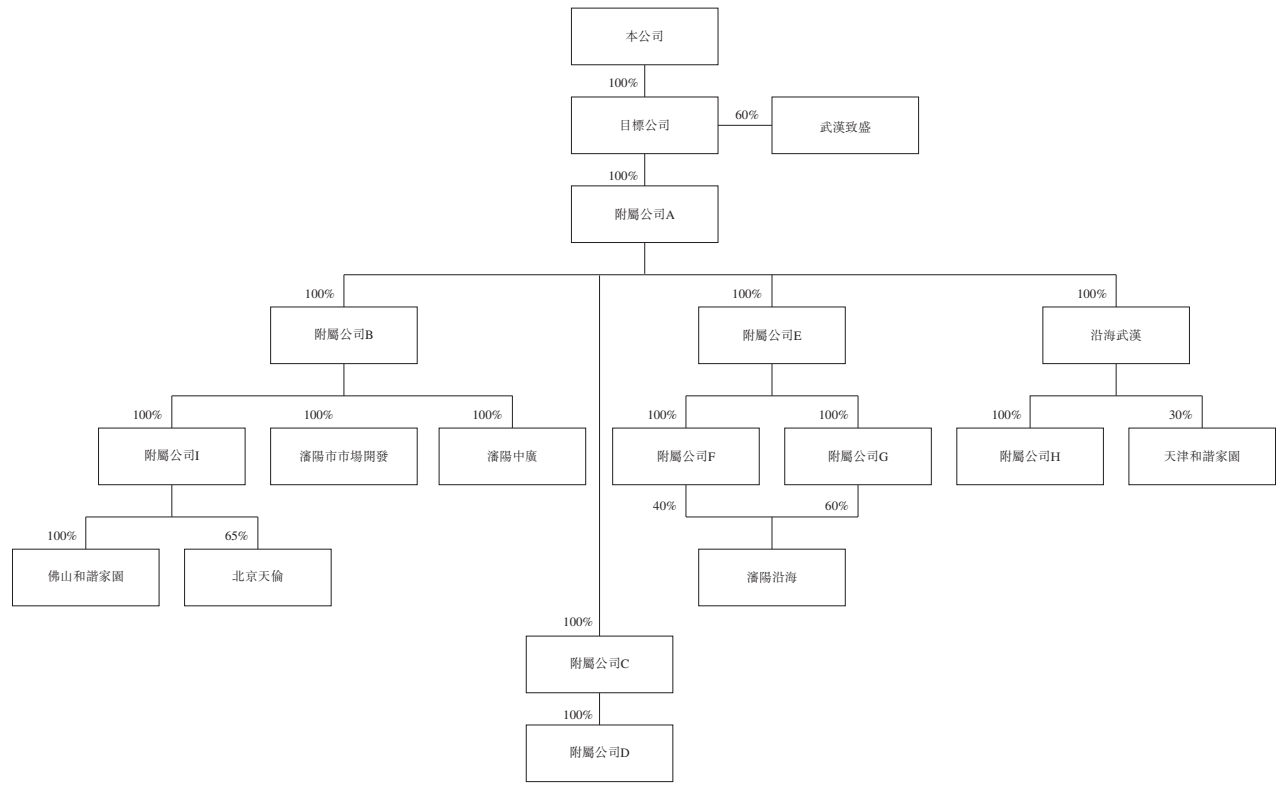 本公司
100%
目標公司
60%
武漢致盛
100%
附屬公司A
100%
100%
100%
附屬公司B
附屬公司E
沿海武漢
100%
100%
100%
100%
100%
100%
30%
附屬公司I
瀋陽市市場開發
瀋陽中廣
附屬公司F
附屬公司G
附屬公司H
天津和諧家園
40%
60%
100%
65%
佛山和諧家園
北京天倫
瀋陽沿海
100%
附屬公司C
100%
附屬公司D